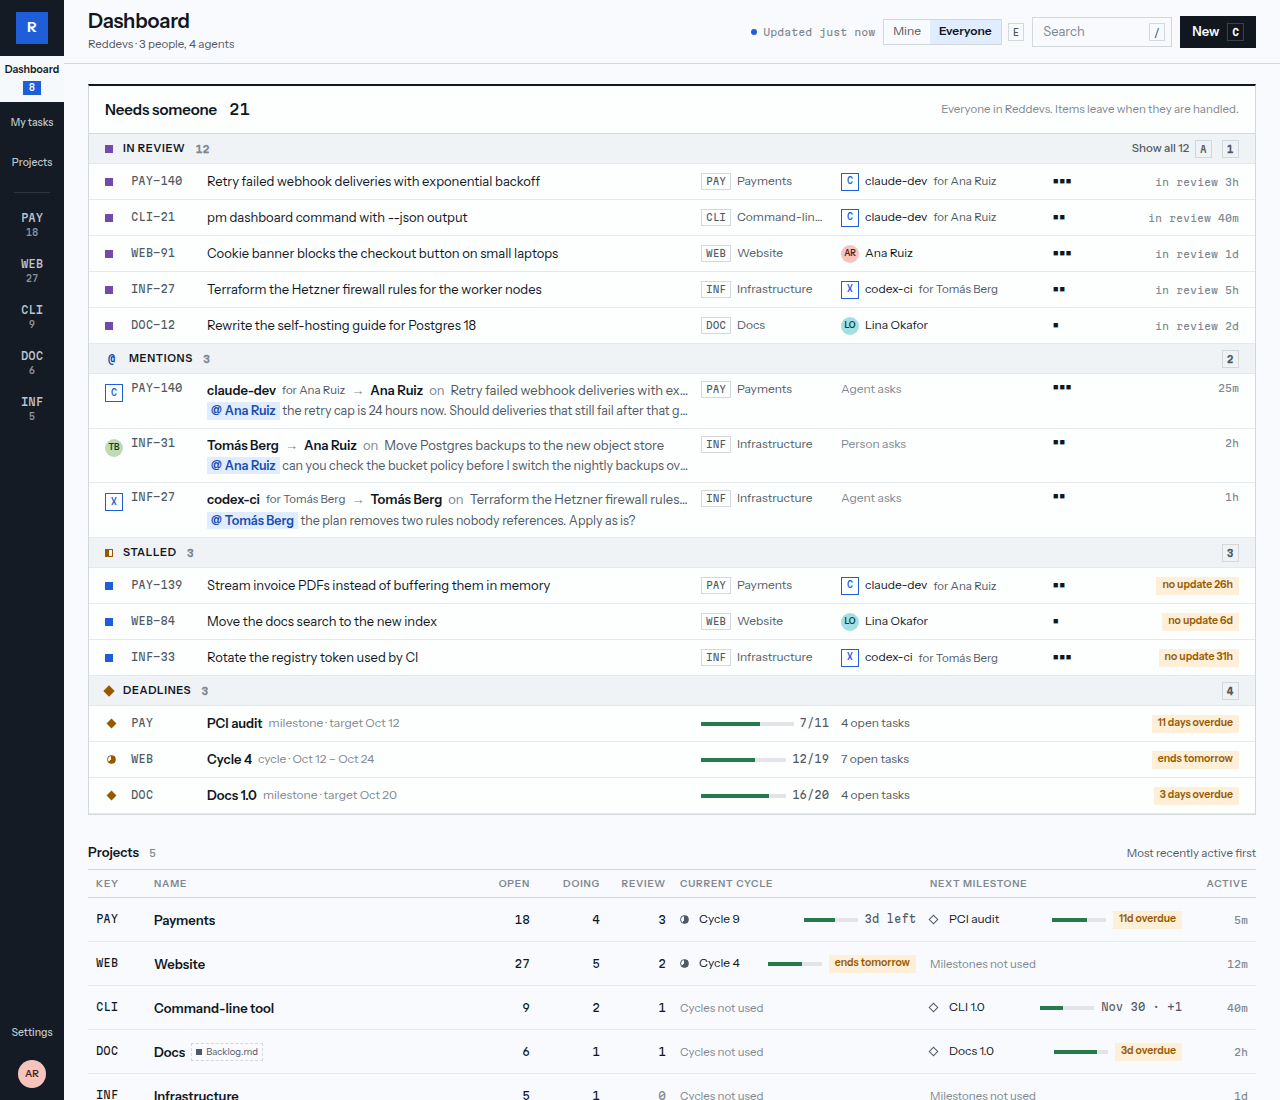 R
Dashboard
8
My tasks
Projects
PAY
18
WEB
27
CLI
9
DOC
6
INF
5
Settings
AR
Dashboard
Reddevs · 3 people, 4 agents
Updated just now
Mine Everyone E
Search /
New C
Needs someone 21
Everyone in Reddevs. Items leave when they are handled.
IN REVIEW 12 Show all 12 A 1
PAY-140 Retry failed webhook deliveries with exponential backoff PAY Payments C claude-dev for Ana Ruiz in review 3h
CLI-21 pm dashboard command with --json output CLI Command-lin... C claude-dev for Ana Ruiz in review 40m
WEB-91 Cookie banner blocks the checkout button on small laptops WEB Website AR Ana Ruiz in review 1d
INF-27 Terraform the Hetzner firewall rules for the worker nodes INF Infrastructure X codex-ci for Tomás Berg in review 5h
DOC-12 Rewrite the self-hosting guide for Postgres 18 DOC Docs LO Lina Okafor in review 2d
@ MENTIONS 3 2
C PAY-140 claude-dev for Ana Ruiz → Ana Ruiz on Retry failed webhook deliveries with ex... PAY Payments Agent asks 25m
@ Ana Ruiz the retry cap is 24 hours now. Should deliveries that still fail after that g...
TB INF-31 Tomás Berg → Ana Ruiz on Move Postgres backups to the new object store INF Infrastructure Person asks 2h
@ Ana Ruiz can you check the bucket policy before I switch the nightly backups ov...
X INF-27 codex-ci for Tomás Berg → Tomás Berg on Terraform the Hetzner firewall rules... INF Infrastructure Agent asks 1h
@ Tomás Berg the plan removes two rules nobody references. Apply as is?
STALLED 3 3
PAY-139 Stream invoice PDFs instead of buffering them in memory PAY Payments C claude-dev for Ana Ruiz no update 26h
WEB-84 Move the docs search to the new index WEB Website LO Lina Okafor no update 6d
INF-33 Rotate the registry token used by CI INF Infrastructure X codex-ci for Tomás Berg no update 31h
DEADLINES 3 4
PAY PCI audit milestone · target Oct 12 7/11 4 open tasks 11 days overdue
WEB Cycle 4 cycle · Oct 12 – Oct 24 12/19 7 open tasks ends tomorrow
DOC Docs 1.0 milestone · target Oct 20 16/20 4 open tasks 3 days overdue
Projects 5 Most recently active first
KEY NAME OPEN DOING REVIEW CURRENT CYCLE NEXT MILESTONE ACTIVE
PAY Payments 18 4 3 Cycle 9 3d left PCI audit 11d overdue 5m
WEB Website 27 5 2 Cycle 4 ends tomorrow Milestones not used 12m
CLI Command-line tool 9 2 1 Cycles not used CLI 1.0 Nov 30 · +1 40m
DOC Docs Backlog.md 6 1 1 Cycles not used Docs 1.0 3d overdue 2h
INF Infrastructure 5 1 0 Cycles not used Milestones not used 1d